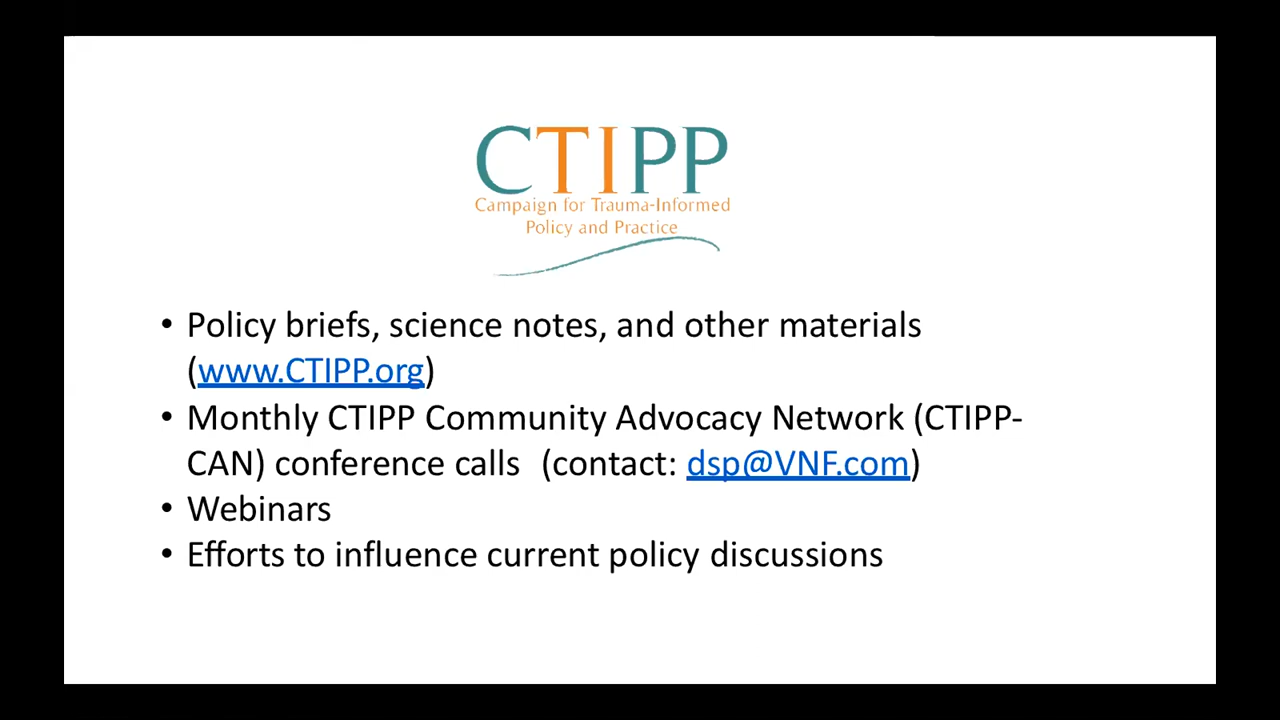 CTIPP
Campaign for Trauma-Informed
Policy and Practice
• Policy briefs, science notes, and other materials
(www.CTIPP.org)
• Monthly CTIPP Community Advocacy Network (CTIPP-
CAN) conference calls (contact: dsp@VNF.com)
• Webinars
• Efforts to influence current policy discussions